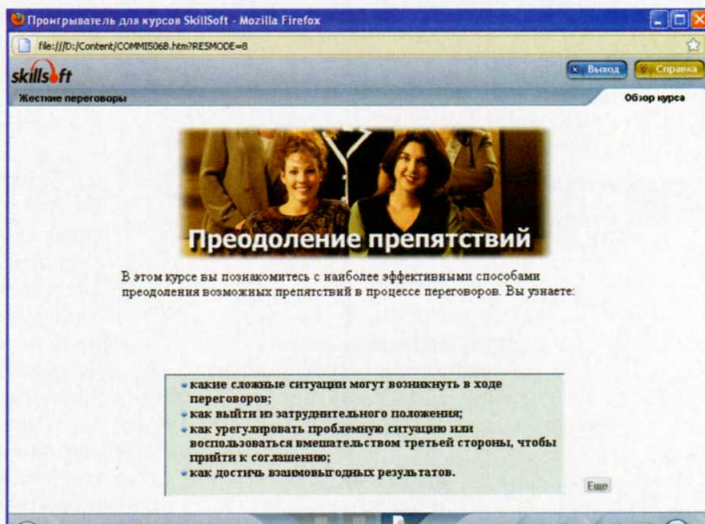 Проигрыватель для курсов SkillSoft - Mozilla Firefox
file:///D:/Content/COMMI506B.htm?RESMODE=8
skillsoft
Выход
Справка
Жесткие переговоры
Обзор курса
Преодоление препятствий
В этом курсе вы познакомитесь с наиболее эффективными способами
преодоления возможных препятствий в процессе переговоров. Вы узнаете:
какие сложные ситуации могут возникнуть в ходе
переговоров;
как выйти из затруднительного положения;
как урегулировать проблемную ситуацию или
воспользоваться вмешательством третьей стороны, чтобы
прийти к соглашению;
как достичь взаимовыгодных результатов.
Еще